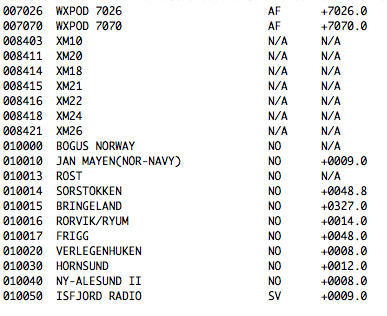 007026 WXPOD 7026 AF +7026.0
007070 WXPOD 7070 AF +7070.0
008403 XM10 N/A N/A
008411 XM20 N/A N/A
008414 XM18 N/A N/A
008415 XM21 N/A N/A
008416 XM22 N/A N/A
008418 XM24 N/A N/A
008421 XM26 N/A N/A
010000 BOGUS NORWAY NO N/A
010010 JAN MAYEN(NOR-NAVY) NO +0009.0
010013 ROST NO N/A
010014 SORSTOKKEN NO +0048.8
010015 BRINGELAND NO +0327.0
010016 RORVIK/RYUM NO +0014.0
010017 FRIGG NO +0048.0
010020 VERLEGENHUKEN NO +0008.0
010030 HORNSUND NO +0012.0
010040 NY-ALESUND II NO +0008.0
010050 ISFJORD RADIO SV +0009.0